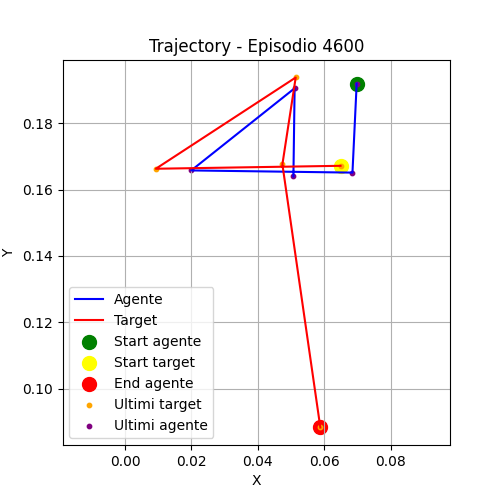 Trajectory - Episodio 4600
Y
0.18
0.16
0.14
0.12
0.10
Agente
Target
Start agente
Start target
End agente
Ultimi target
Ultimi agente
0.00 0.02 0.04 0.06 0.08
X